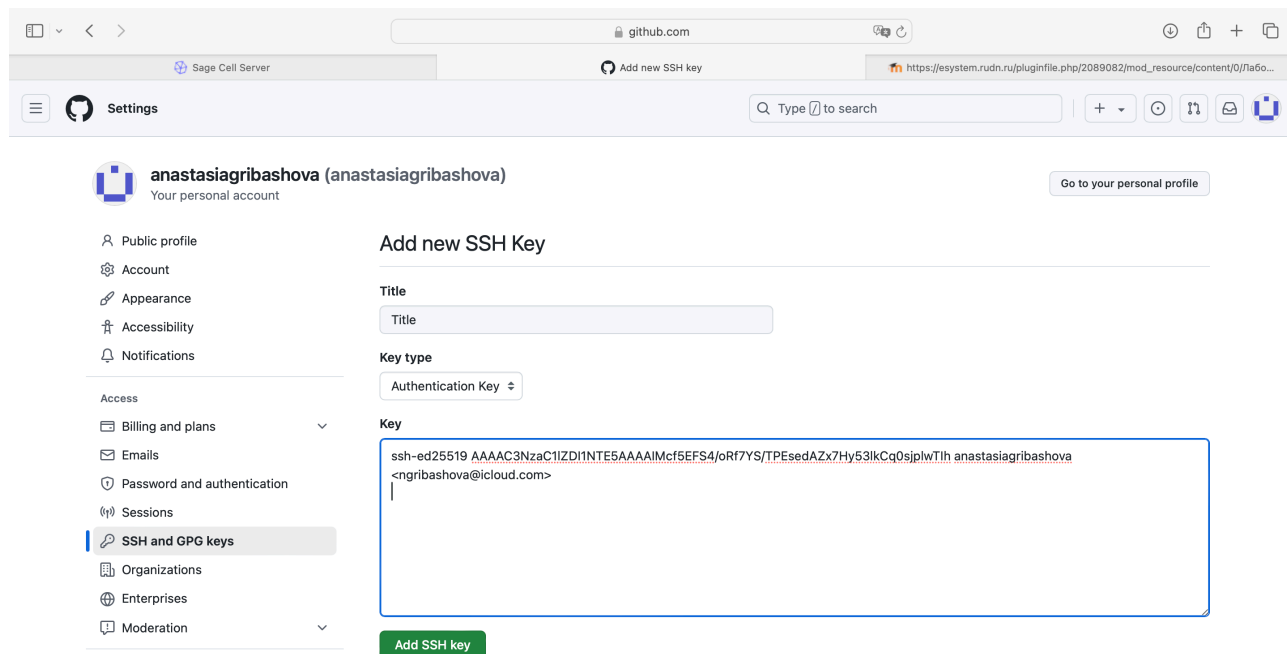 github.com
Sage Cell Server
Add new SSH key
https://esystem.rudn.ru/pluginfile.php/2089082/mod_resource/content/0/Лабо...
Settings
Type / to search
anastasiagribashova (anastasiagribashova)
Your personal account
Go to your personal profile
Public profile
Account
Appearance
Accessibility
Notifications
Access
Billing and plans
Emails
Password and authentication
Sessions
SSH and GPG keys
Organizations
Enterprises
Moderation
Add new SSH Key
Title
Title
Key type
Authentication Key
Key
ssh-ed25519 AAAAC3NzaC1lZDI1NTE5AAAAIMcf5EFS4/oRf7YS/TPEsedAZx7Hy53IkCq0sjplwTIh anastasiagribashova
<ngribashova@icloud.com>
Add SSH key